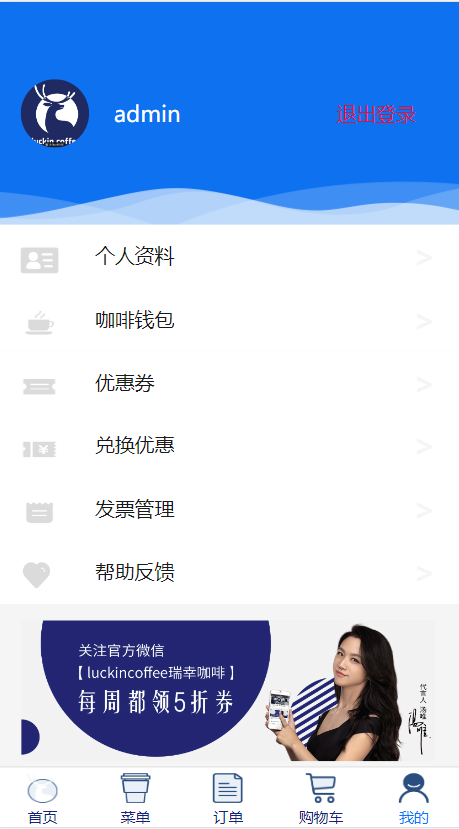 luckin coffe
admin
退出登录
个人资料
>
咖啡钱包
>
优惠券
>
兑换优惠
>
发票管理
>
帮助反馈
>
关注官方微信
【 luckincoffee瑞幸咖啡 】
每周都领5折券
代言人 汤唯
首页
菜单
订单
购物车
我的